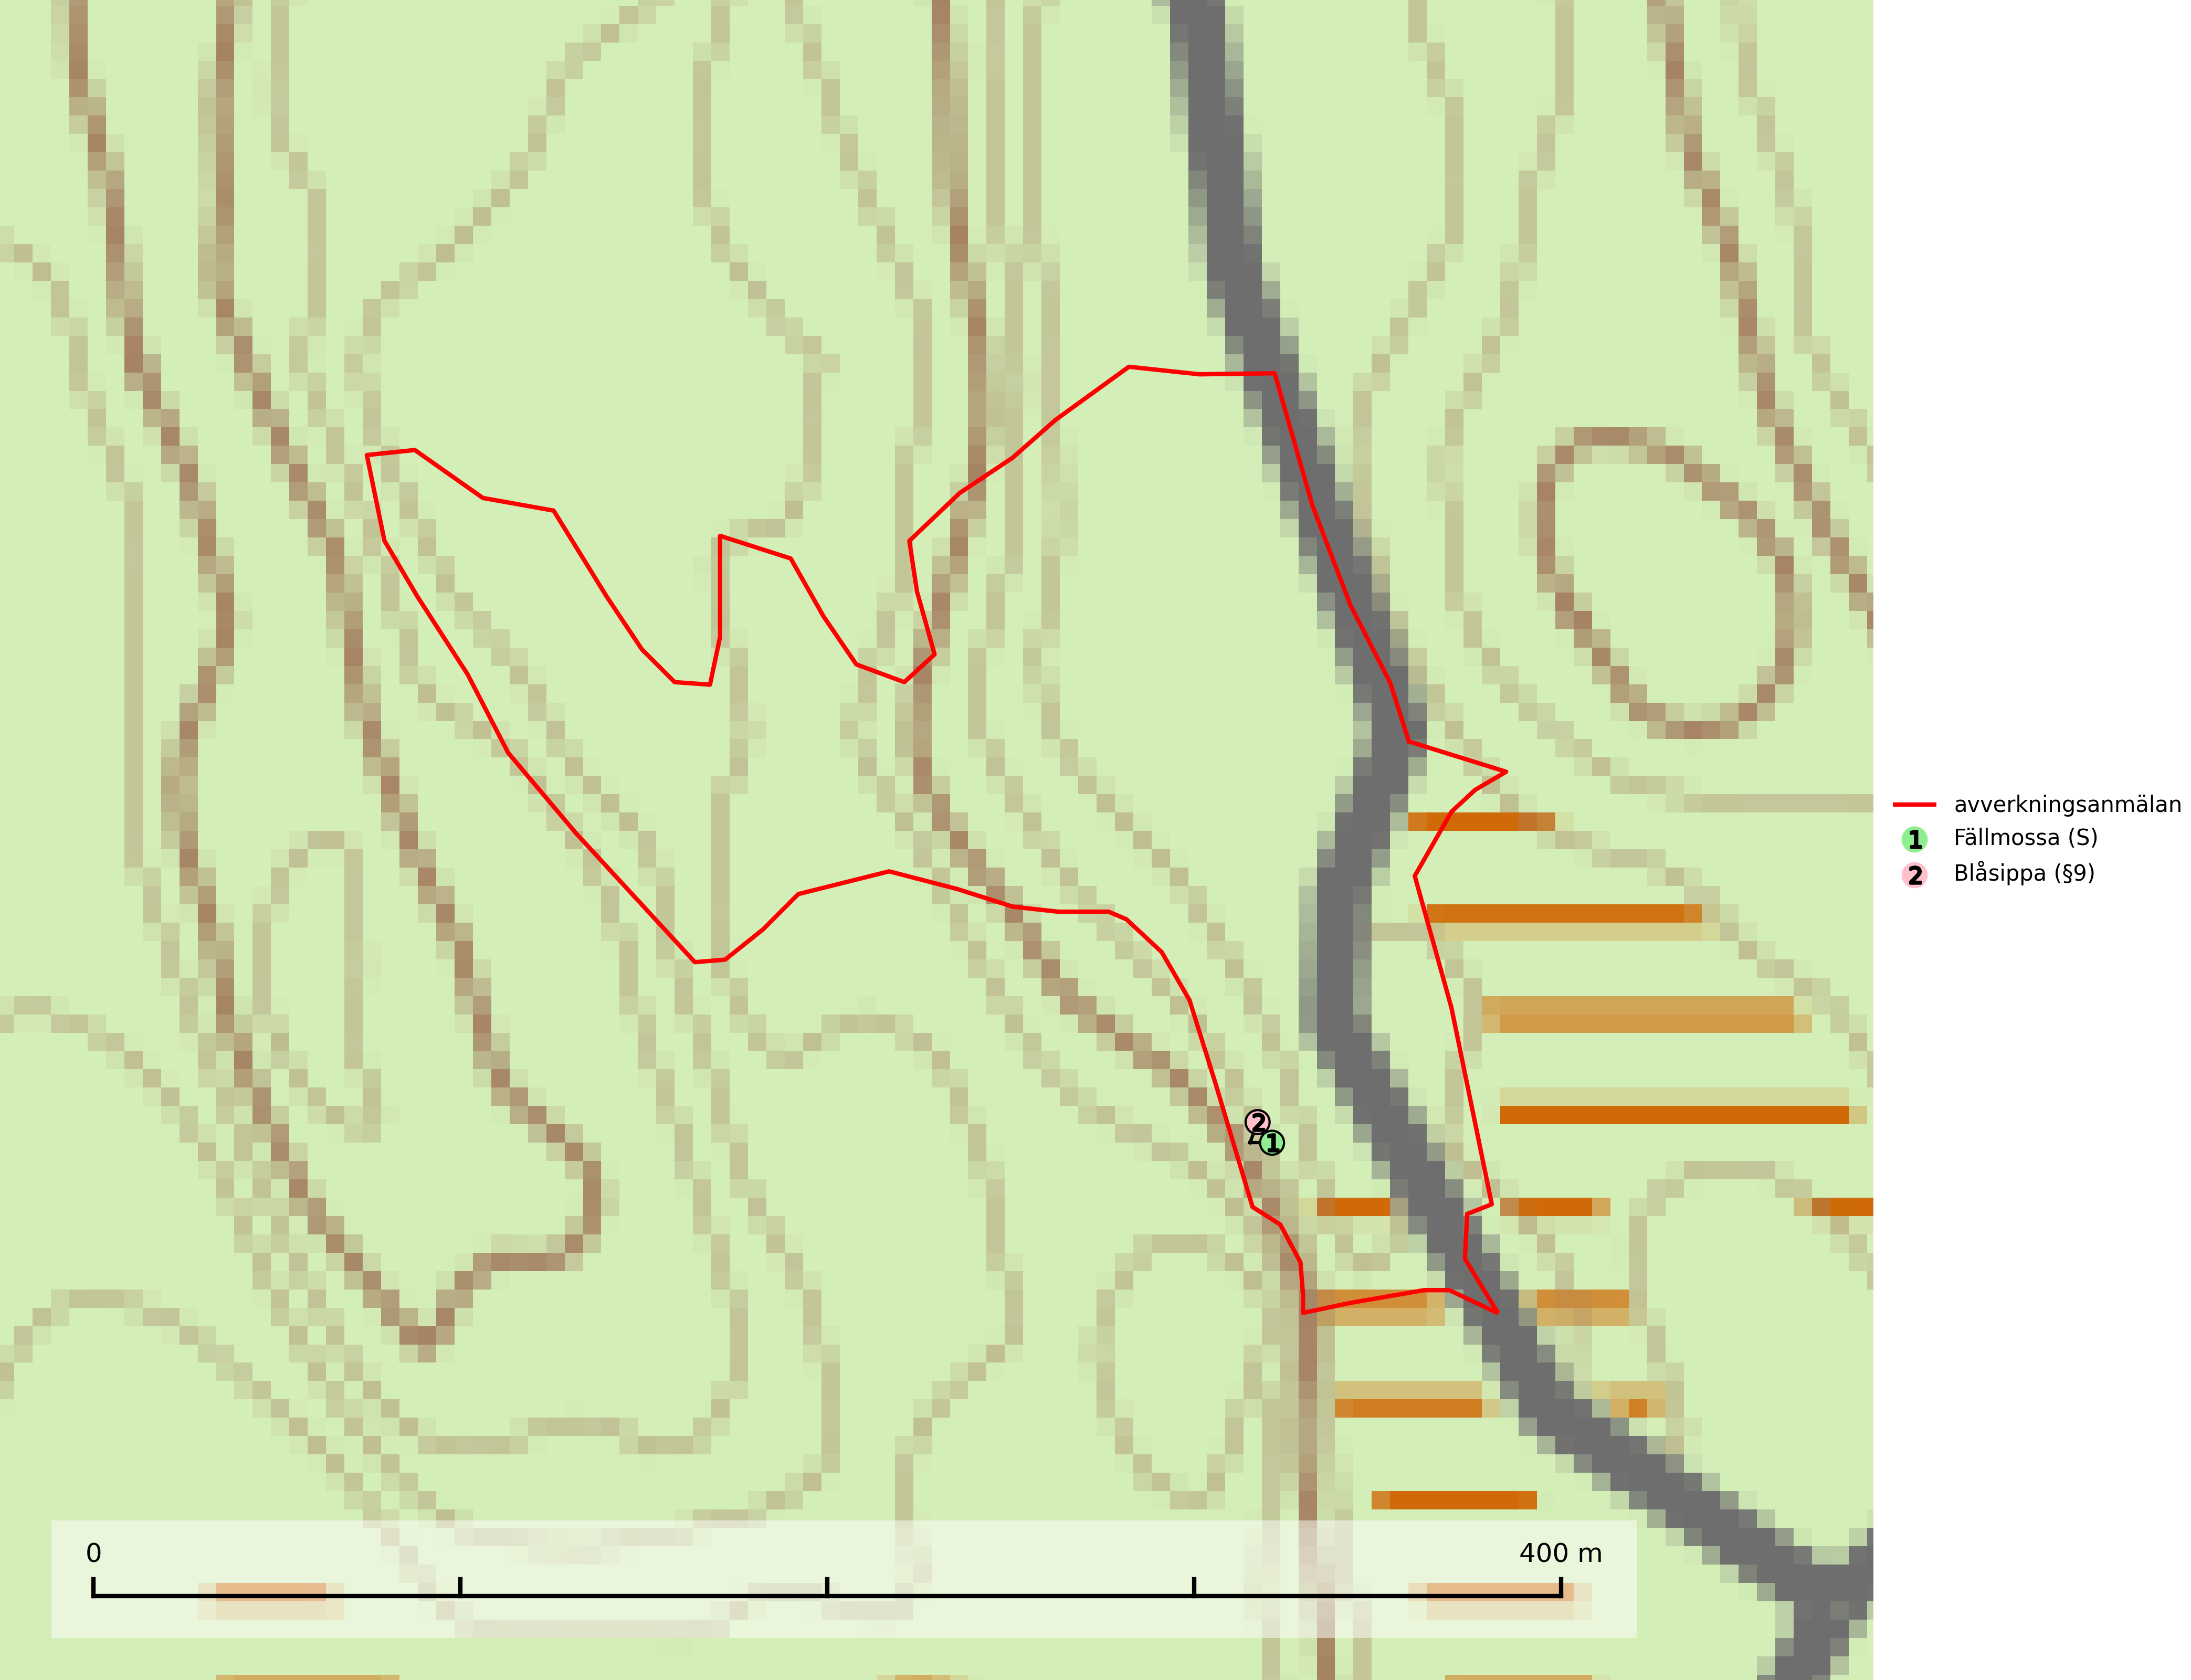 avverkningsanmälan
1 Fällmossa (S)
2 Blåsippa (§9)
2
1
0 400 m